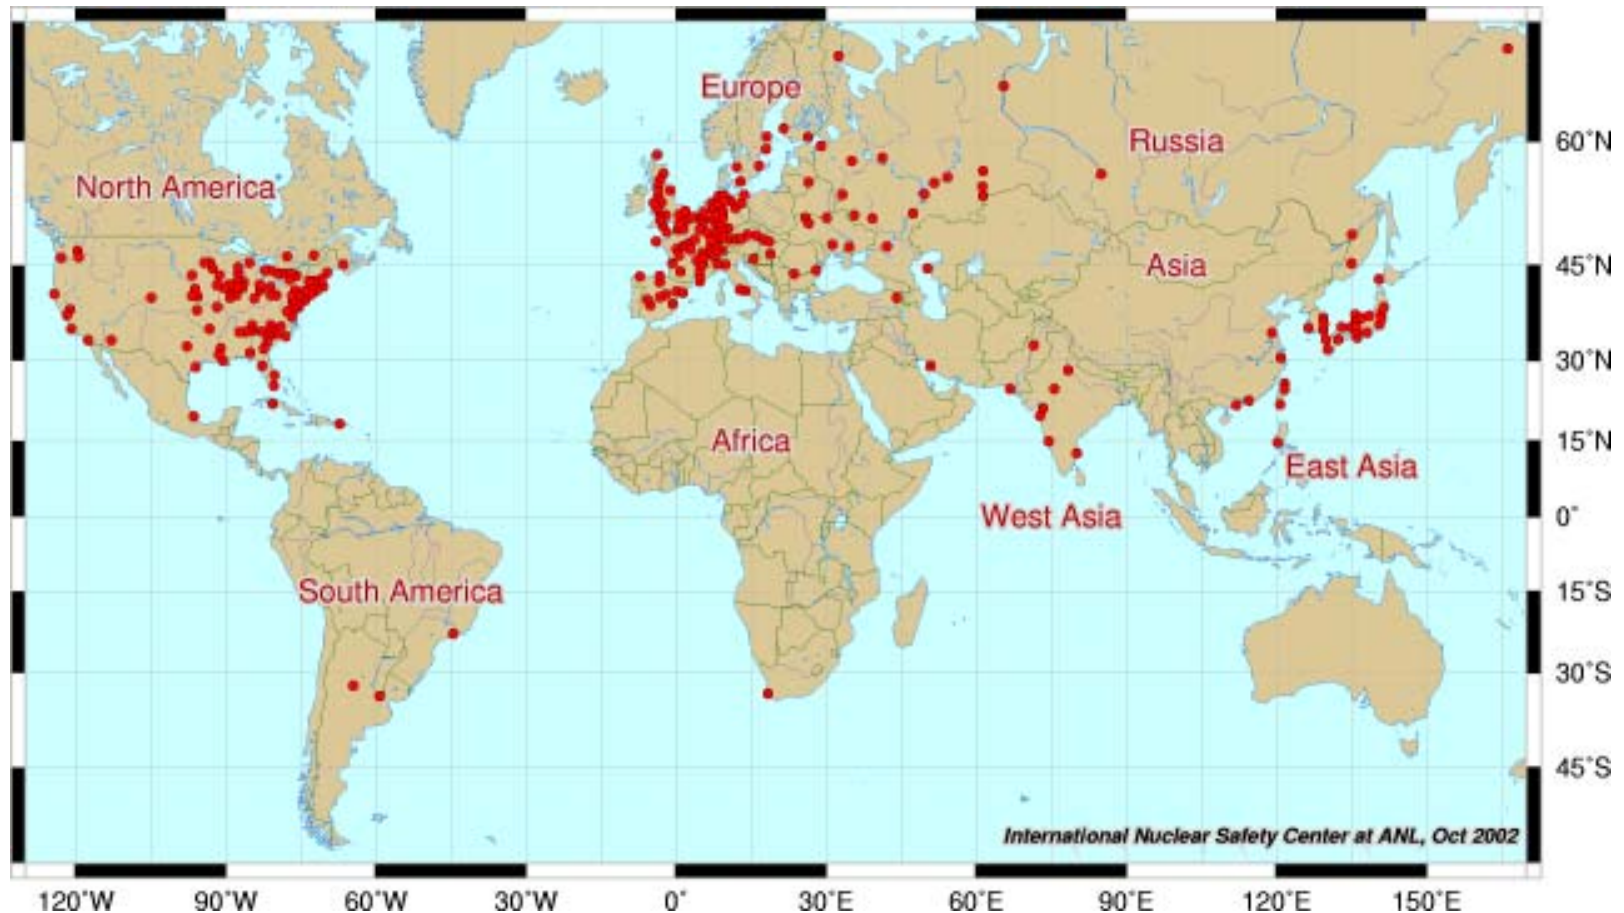 Europe
Russia
60°N
North America
Asia
45°N
30°N
Africa
15°N
East Asia
West Asia
0°
South America
15°S
30°S
45°S
International Nuclear Safety Center at ANL, Oct 2002
120°W 90°W 60°W 30°W 0° 30°E 60°E 90°E 120°E 150°E